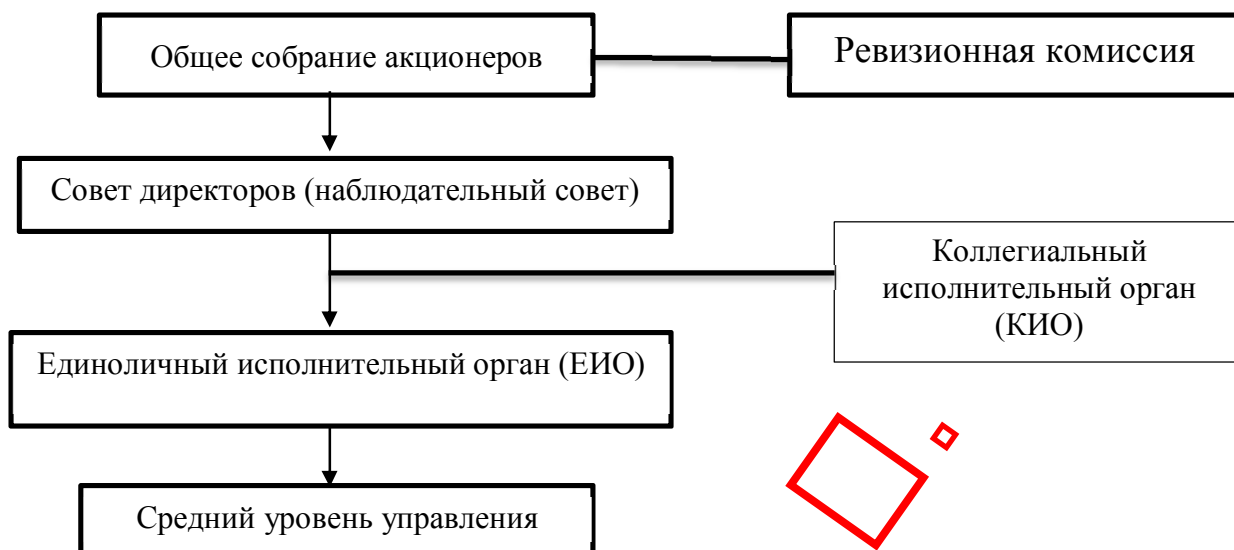 Общее собрание акционеров
Ревизионная комиссия
Совет директоров (наблюдательный совет)
Коллегиальный
исполнительный орган
(КИО)
Единоличный исполнительный орган (ЕИО)
Средний уровень управления